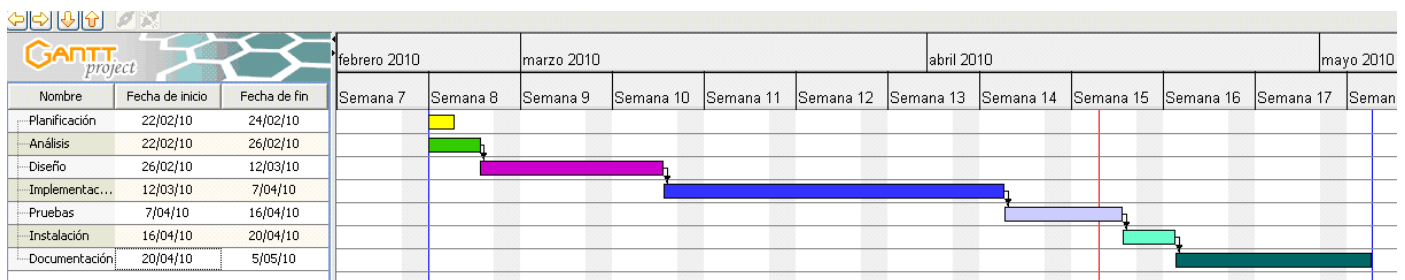 GANTT
project
febrero 2010 marzo 2010 abril 2010 mayo 2010
Nombre Fecha de inicio Fecha de fin Semana 7 Semana 8 Semana 9 Semana 10 Semana 11 Semana 12 Semana 13 Semana 14 Semana 15 Semana 16 Semana 17 Seman
Planificación 22/02/10 24/02/10
Análisis 22/02/10 26/02/10
Diseño 26/02/10 12/03/10
Implementac... 12/03/10 7/04/10
Pruebas 7/04/10 16/04/10
Instalación 16/04/10 20/04/10
Documentación 20/04/10 5/05/10